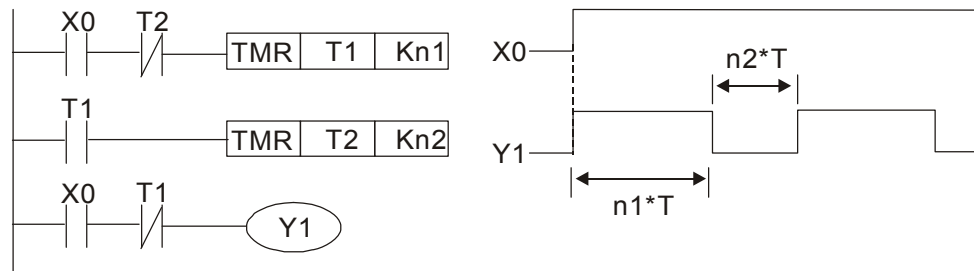 X0 T2
TMR T1 Kn1
T1
TMR T2 Kn2
X0 T1
Y1
X0
n2*T
Y1
n1*T